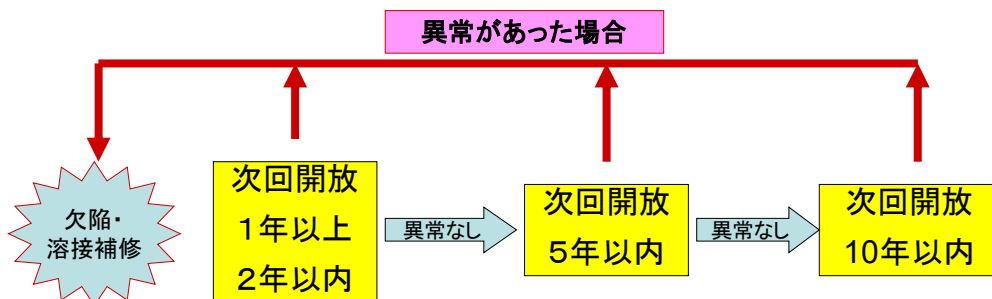 異常があった場合
欠陥・
溶接補修
次回開放
1年以上
2年以内
異常なし
次回開放
５年以内
異常なし
次回開放
10年以内